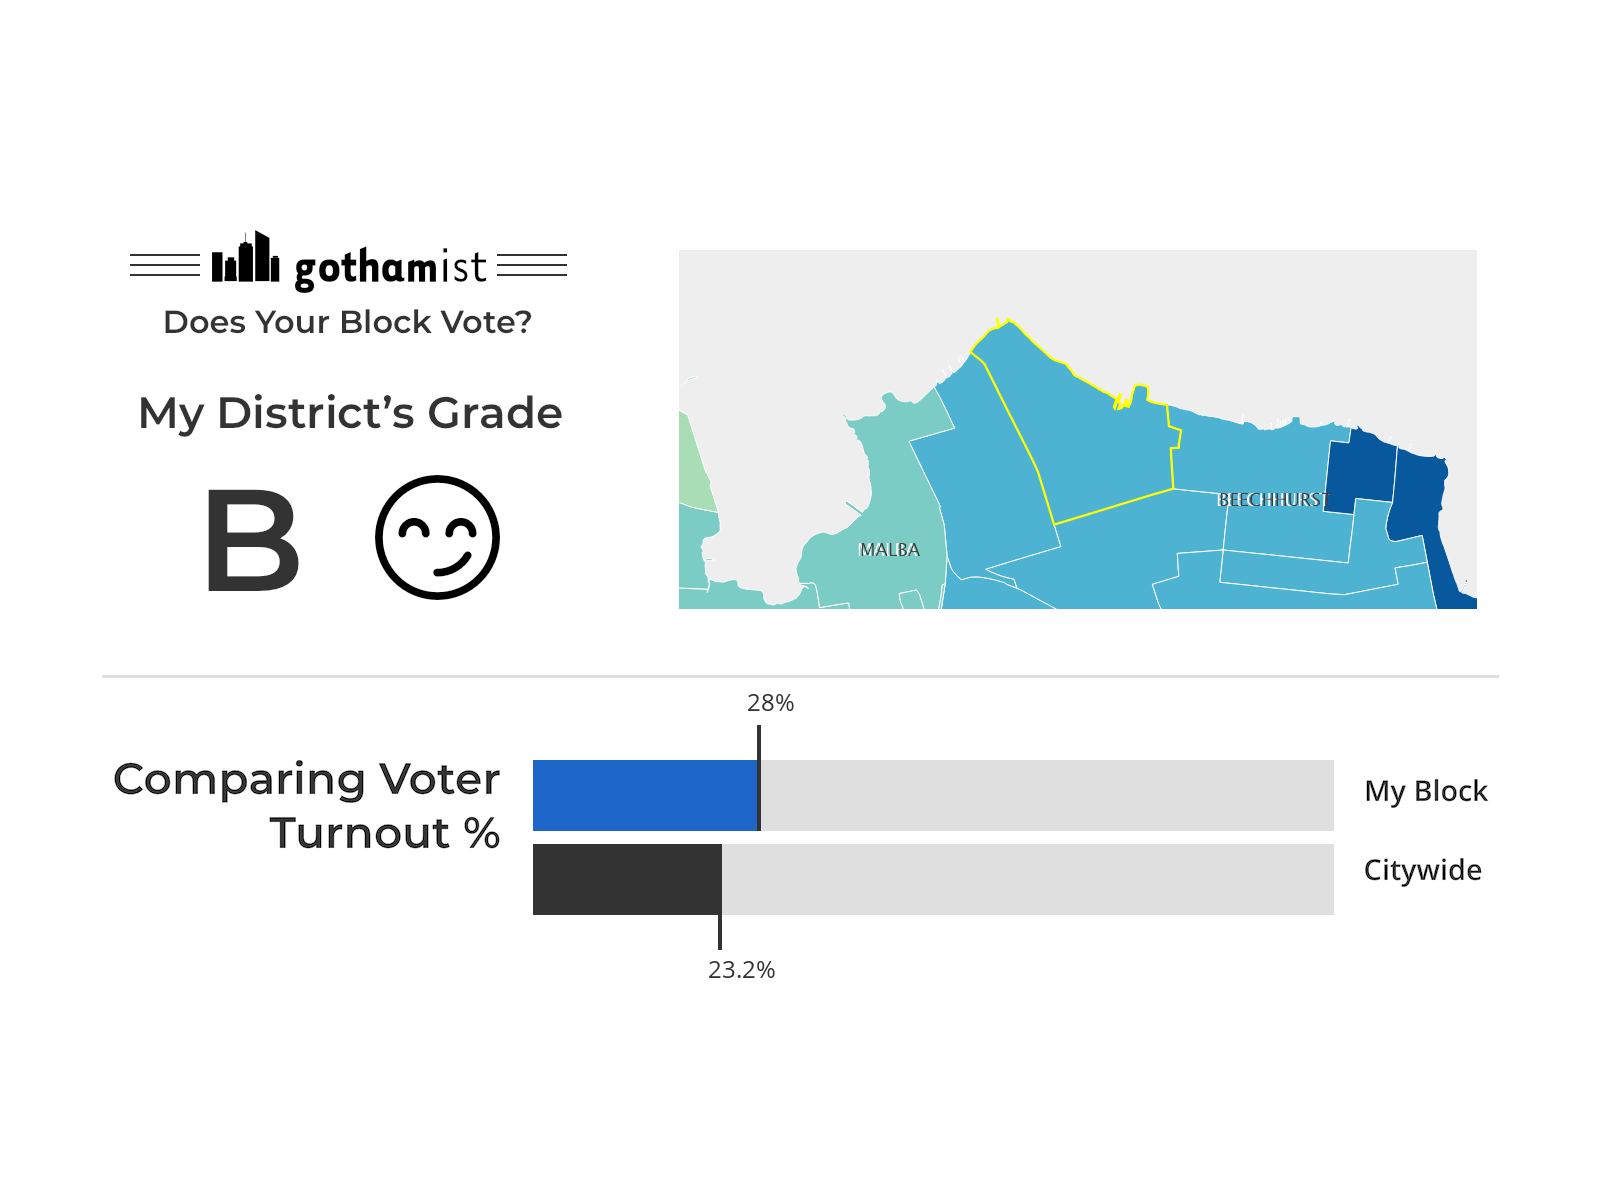 gothamist
Does Your Block Vote?
My District's Grade
B
MALBA
BEECHHURST
28%
Comparing Voter
Turnout %
My Block
Citywide
23.2%